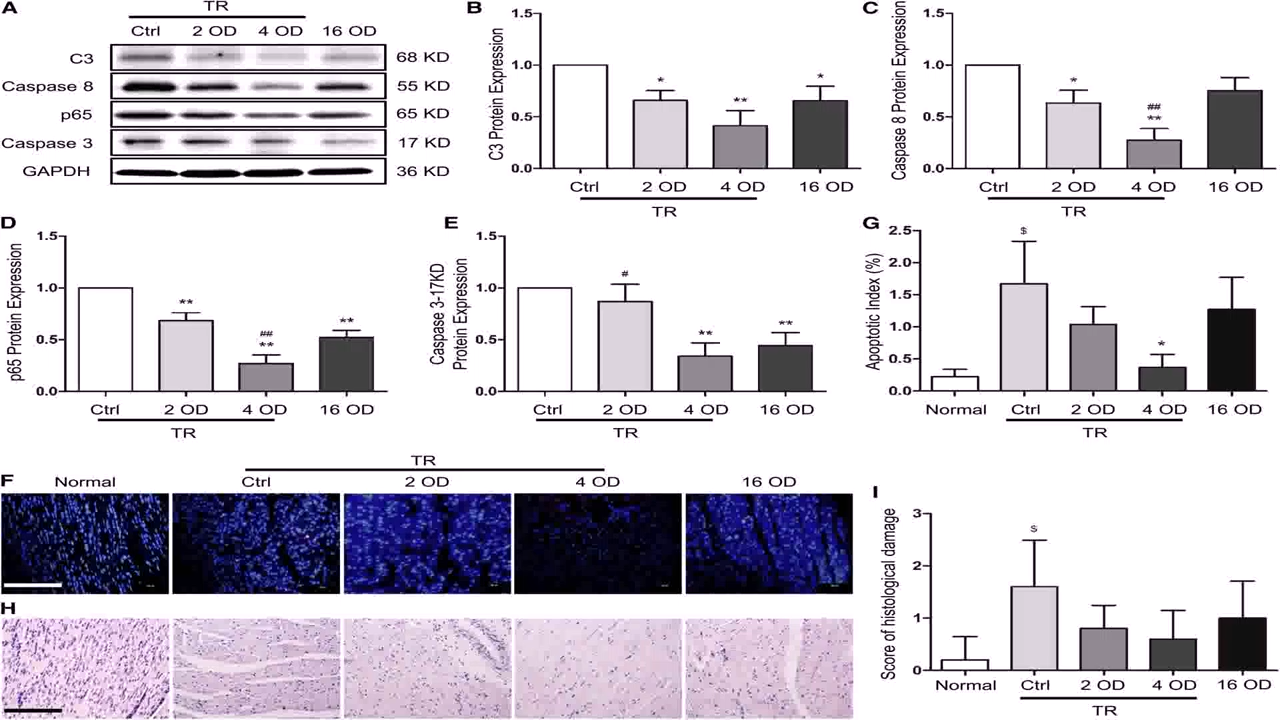 A
TR
Ctrl 2 OD 4 OD 16 OD
C3 68 KD
Caspase 8 55 KD
p65 65 KD
Caspase 3 17 KD
GAPDH 36 KD
B
C3 Protein Expression
1.5
1.0
0.5
0.0
*
**
*
Ctrl 2 OD 4 OD 16 OD
TR
C
Caspase 8 Protein Expression
1.5
1.0
0.5
0.0
*
##
**
Ctrl 2 OD 4 OD 16 OD
TR
D
p65 Protein Expression
1.5
1.0
0.5
0.0
**
##
**
**
Ctrl 2 OD 4 OD 16 OD
TR
E
Caspase 3-17KD
Protein Expression
1.5
1.0
0.5
0.0
#
**
**
Ctrl 2 OD 4 OD 16 OD
TR
G
Apoptotic Index (%)
2.5
2.0
1.5
1.0
0.5
0.0
$
*
Normal Ctrl 2 OD 4 OD 16 OD
TR
F
TR
Normal Ctrl 2 OD 4 OD 16 OD
H
I
Score of histological damage
3
2
1
0
$
Normal Ctrl 2 OD 4 OD 16 OD
TR